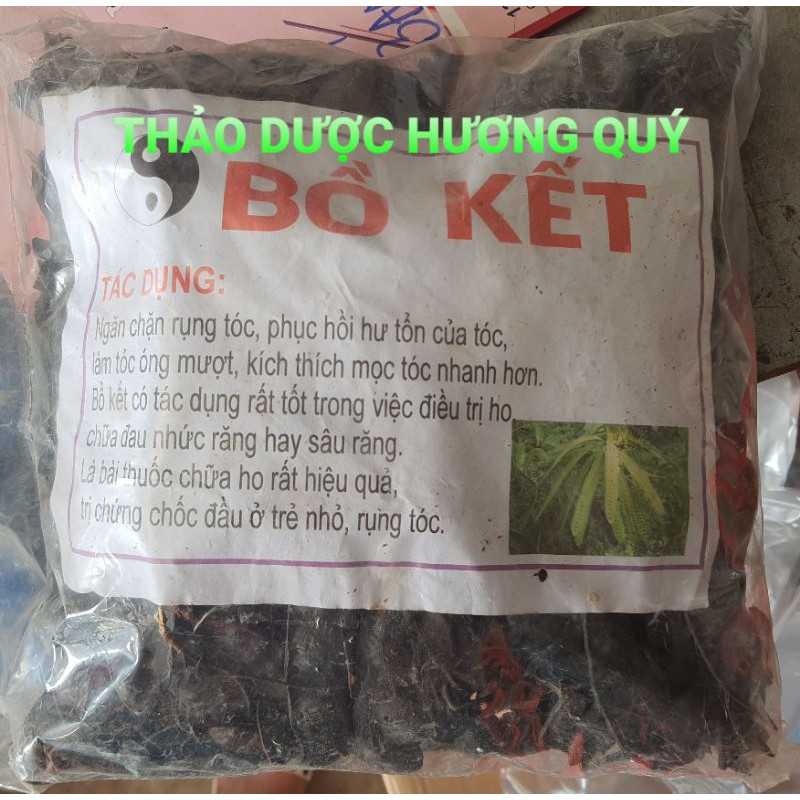 THẢO DƯỢC HƯƠNG QUÝ
BỒ KẾT
TÁC DỤNG:
Ngăn chặn rụng tóc, phục hồi hư tổn của tóc,
làm tóc óng mượt, kích thích mọc tóc nhanh hơn.
Bồ kết có tác dụng rất tốt trong việc điều trị ho
chữa đau nhức răng hay sâu răng.
Là bài thuốc chữa ho rất hiệu quả,
trị chứng chốc đầu ở trẻ nhỏ, rụng tóc.